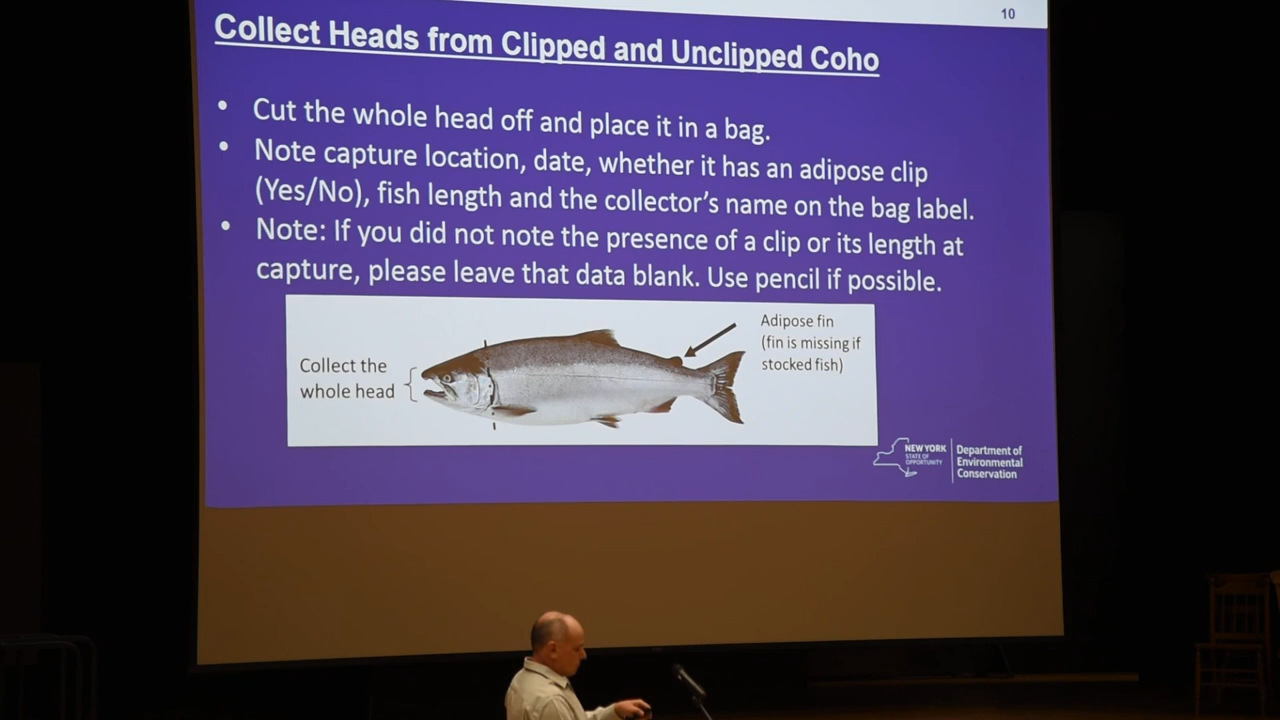 10
Collect Heads from Clipped and Unclipped Coho
• Cut the whole head off and place it in a bag.
• Note capture location, date, whether it has an adipose clip
(Yes/No), fish length and the collector's name on the bag label.
• Note: If you did not note the presence of a clip or its length at
capture, please leave that data blank. Use pencil if possible.
Collect the
whole head
Adipose fin
(fin is missing if
stocked fish)
NEW YORK
STATE OF
OPPORTUNITY
Department of
Environmental
Conservation